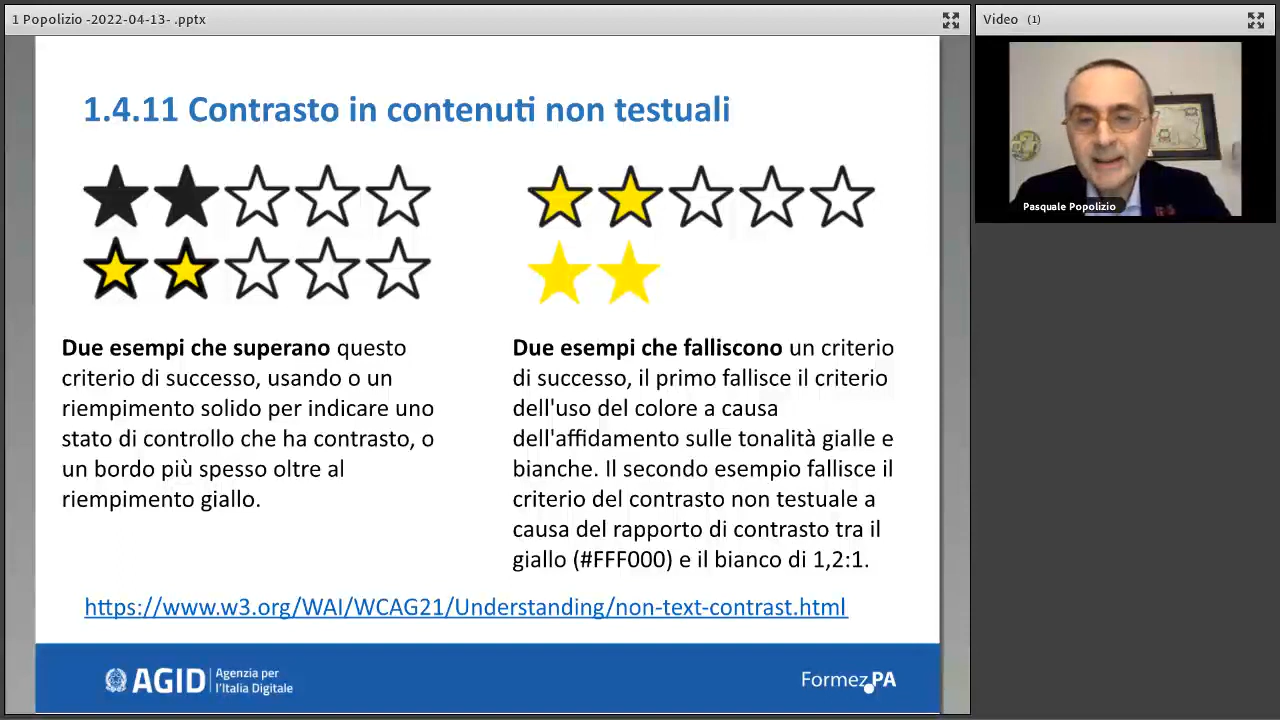 1 Popolizio -2022-04-13- .pptx
Video (1)
Pasquale Popolizio
1.4.11 Contrasto in contenuti non testuali
Due esempi che superano questo
criterio di successo, usando o un
riempimento solido per indicare uno
stato di controllo che ha contrasto, o
un bordo più spesso oltre al
riempimento giallo.
Due esempi che falliscono un criterio
di successo, il primo fallisce il criterio
dell'uso del colore a causa
dell'affidamento sulle tonalità gialle e
bianche. Il secondo esempio fallisce il
criterio del contrasto non testuale a
causa del rapporto di contrasto tra il
giallo (#FFF000) e il bianco di 1,2:1.
https://www.w3.org/WAI/WCAG21/Understanding/non-text-contrast.html
AGID
Agenzia per
l'Italia Digitale
Formez PA